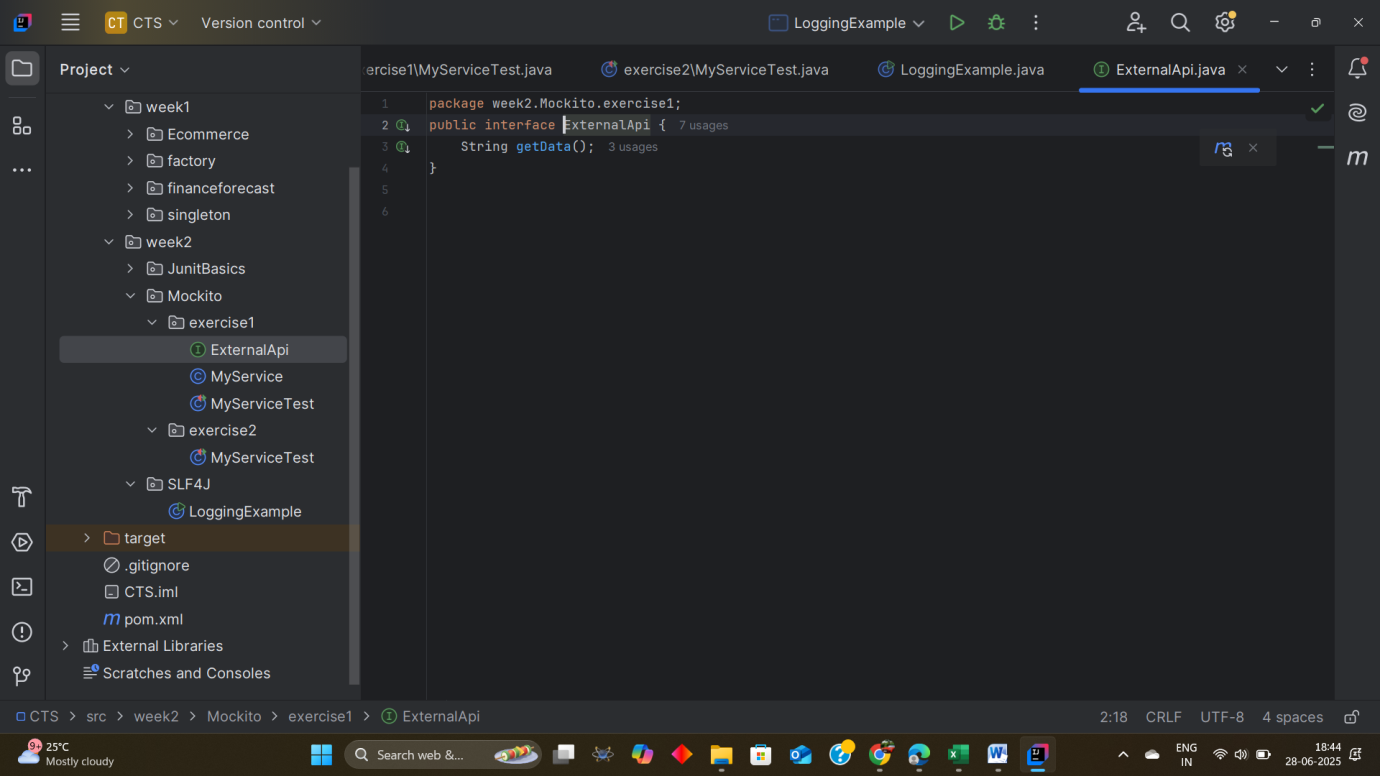 CT CTS Version control LoggingExample
Project
ercise1\MyServiceTest.java exercise2\MyServiceTest.java LoggingExample.java ExternalApi.java
week1
Ecommerce
factory
financeforecast
singleton
week2
JunitBasics
Mockito
exercise1
ExternalApi
MyService
MyServiceTest
exercise2
MyServiceTest
SLF4J
LoggingExample
target
.gitignore
CTS.iml
m pom.xml
External Libraries
Scratches and Consoles
1 package week2.Mockito.exercise1;
2 public interface ExternalApi { 7 usages
3 String getData(); 3 usages
4 }
5
6
m
m
CTS > src > week2 > Mockito > exercise1 > ExternalApi
2:18 CRLF UTF-8 4 spaces
9+
25°C
Mostly cloudy
Search web &...
ENG
IN
18:44
28-06-2025